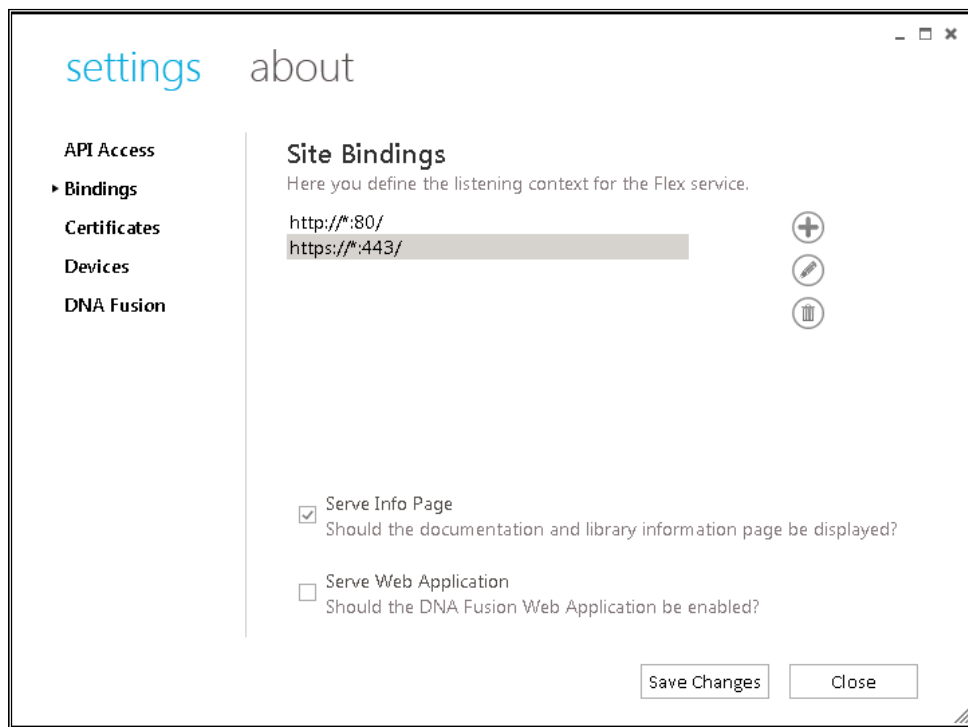 settings about
API Access
Bindings
Certificates
Devices
DNA Fusion
Site Bindings
Here you define the listening context for the Flex service.
http://*:80/
https://*:443/
Serve Info Page
Should the documentation and library information page be displayed?
Serve Web Application
Should the DNA Fusion Web Application be enabled?
Save Changes Close